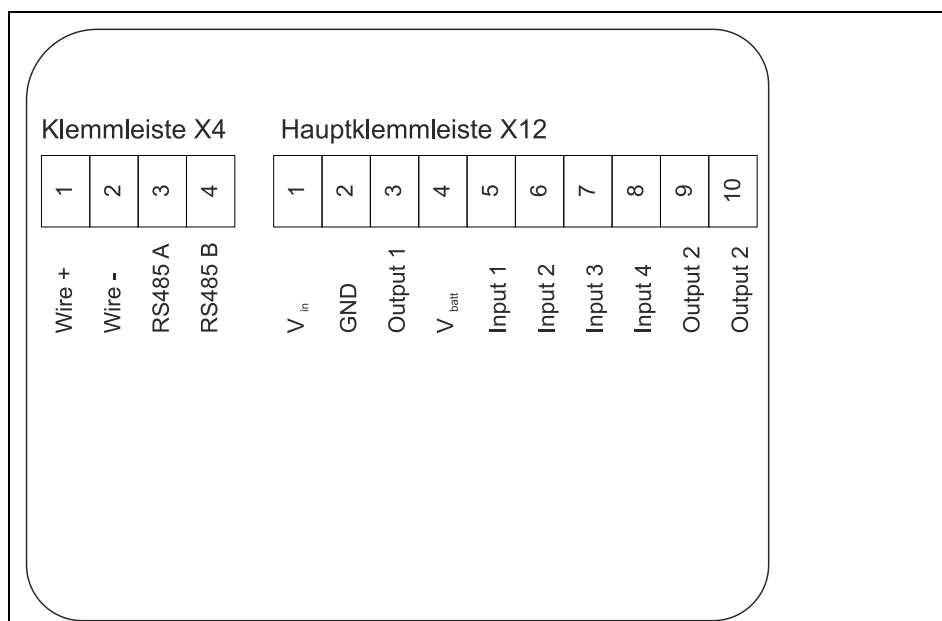 Klemmleiste X4
Hauptklemmleiste X12
1 2 3 4
1 2 3 4 5 6 7 8 9 10
Wire +
Wire -
RS485 A
RS485 B
V in
GND
Output 1
V batt
Input 1
Input 2
Input 3
Input 4
Output 2
Output 2